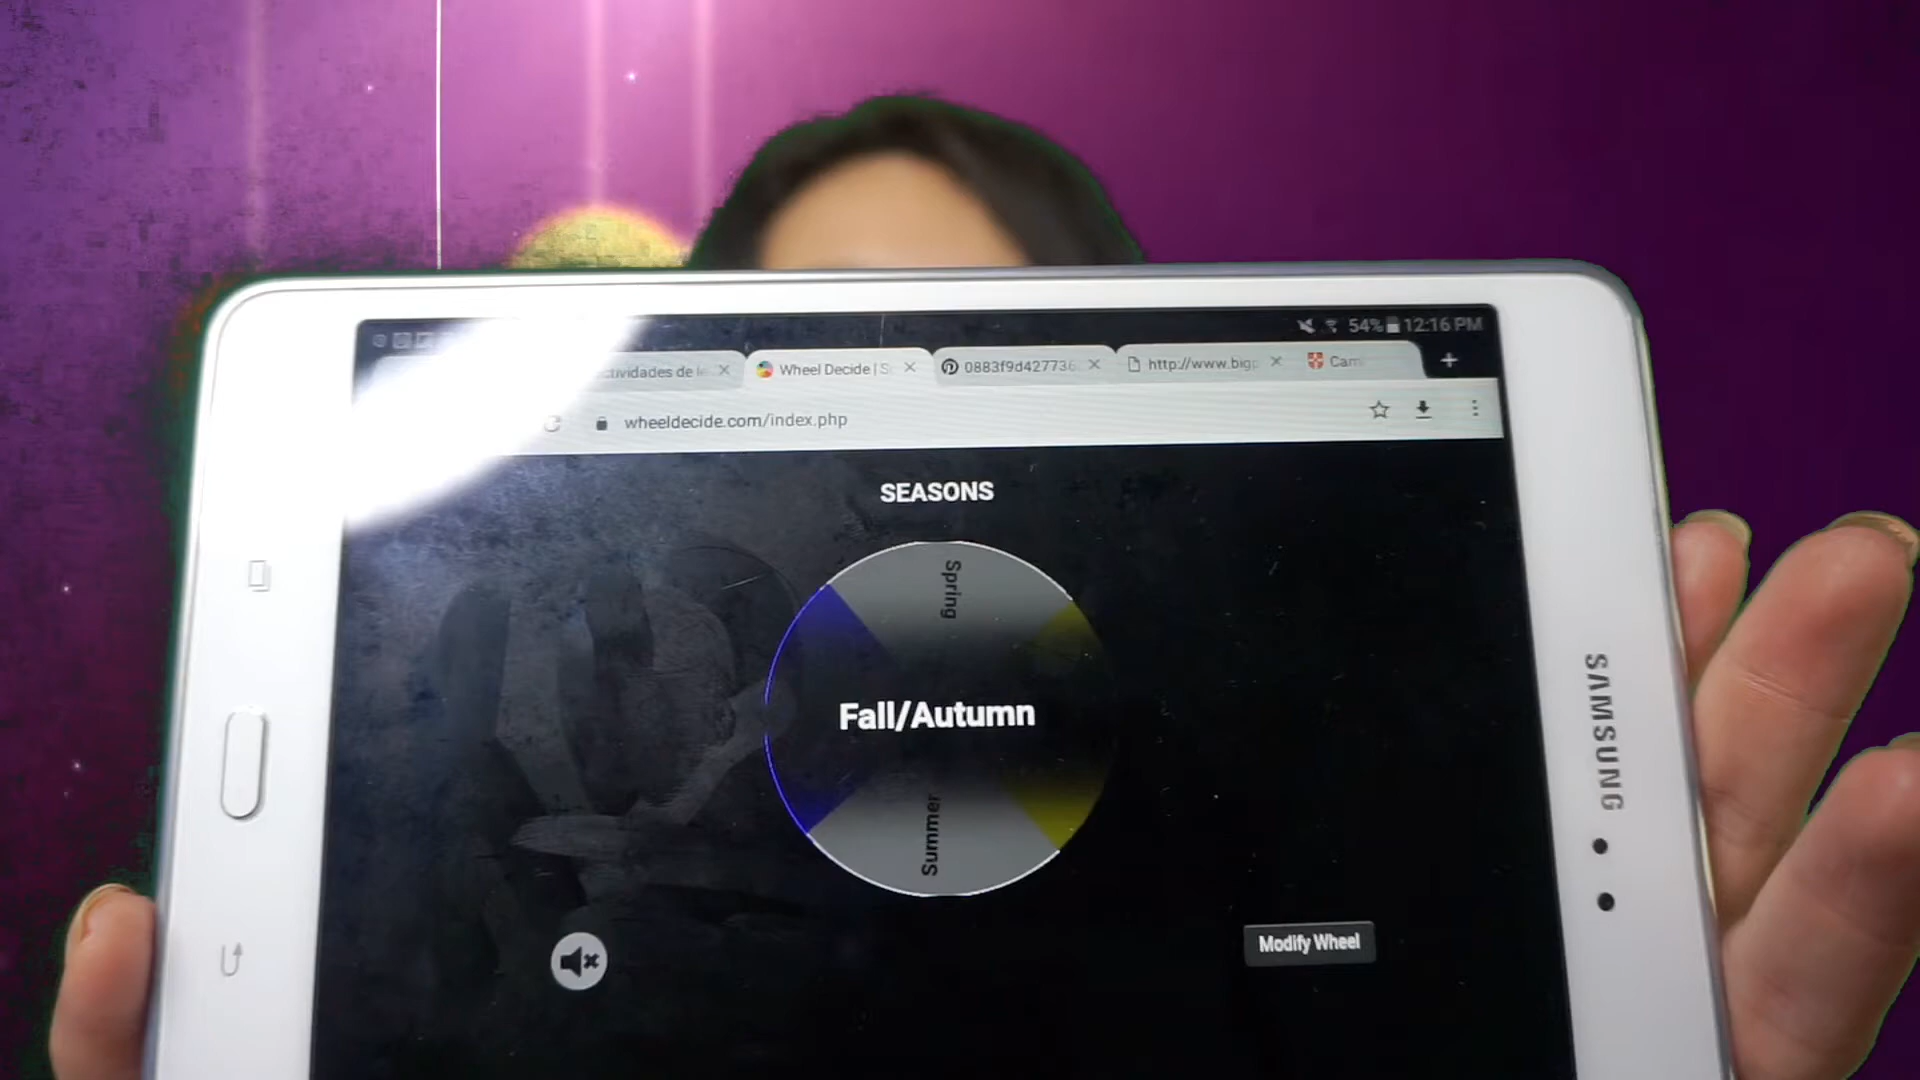 54% 12:16 PM
ctividades de le
Wheel Decide | S
0883f9d427736
http://www.bigp
Cam
wheeldecide.com/index.php
SEASONS
Spring
Fall/Autumn
Summer
Modify Wheel
SAMSUNG